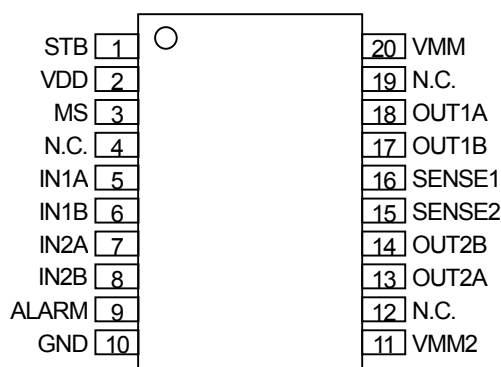 STB 1 20 VMM
VDD 2 19 N.C.
MS 3 18 OUT1A
N.C. 4 17 OUT1B
IN1A 5 16 SENSE1
IN1B 6 15 SENSE2
IN2A 7 14 OUT2B
IN2B 8 13 OUT2A
ALARM 9 12 N.C.
GND 10 11 VMM2